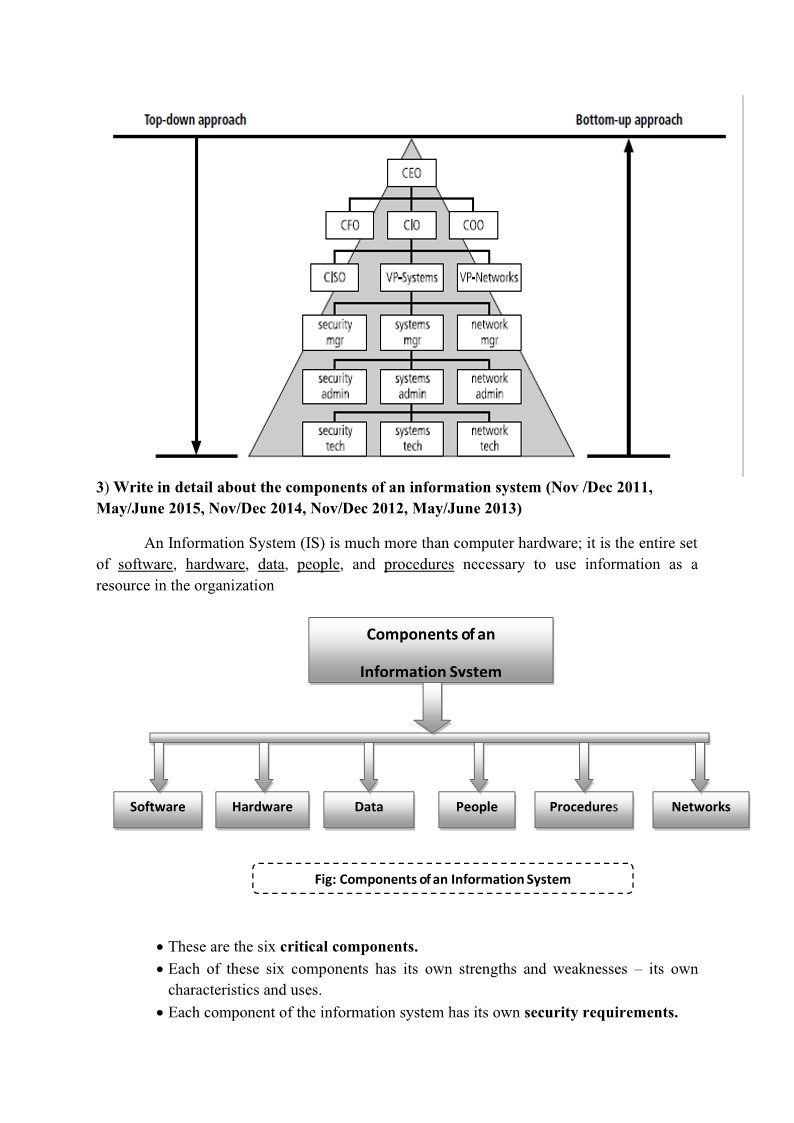 Top-down approach
Bottom-up approach
CEO
CFO
CIO
COO
CISO
VP-Systems
VP-Networks
security
mgr
systems
mgr
network
mgr
security
admin
systems
admin
network
admin
security
tech
systems
tech
network
tech
3) Write in detail about the components of an information system (Nov /Dec 2011,
May/June 2015, Nov/Dec 2014, Nov/Dec 2012, May/June 2013)
An Information System (IS) is much more than computer hardware; it is the entire set
of software, hardware, data, people, and procedures necessary to use information as a
resource in the organization
Components of an
Information System
Software
Hardware
Data
People
Procedures
Networks
Fig: Components of an Information System
• These are the six critical components.
• Each of these six components has its own strengths and weaknesses – its own
characteristics and uses.
• Each component of the information system has its own security requirements.